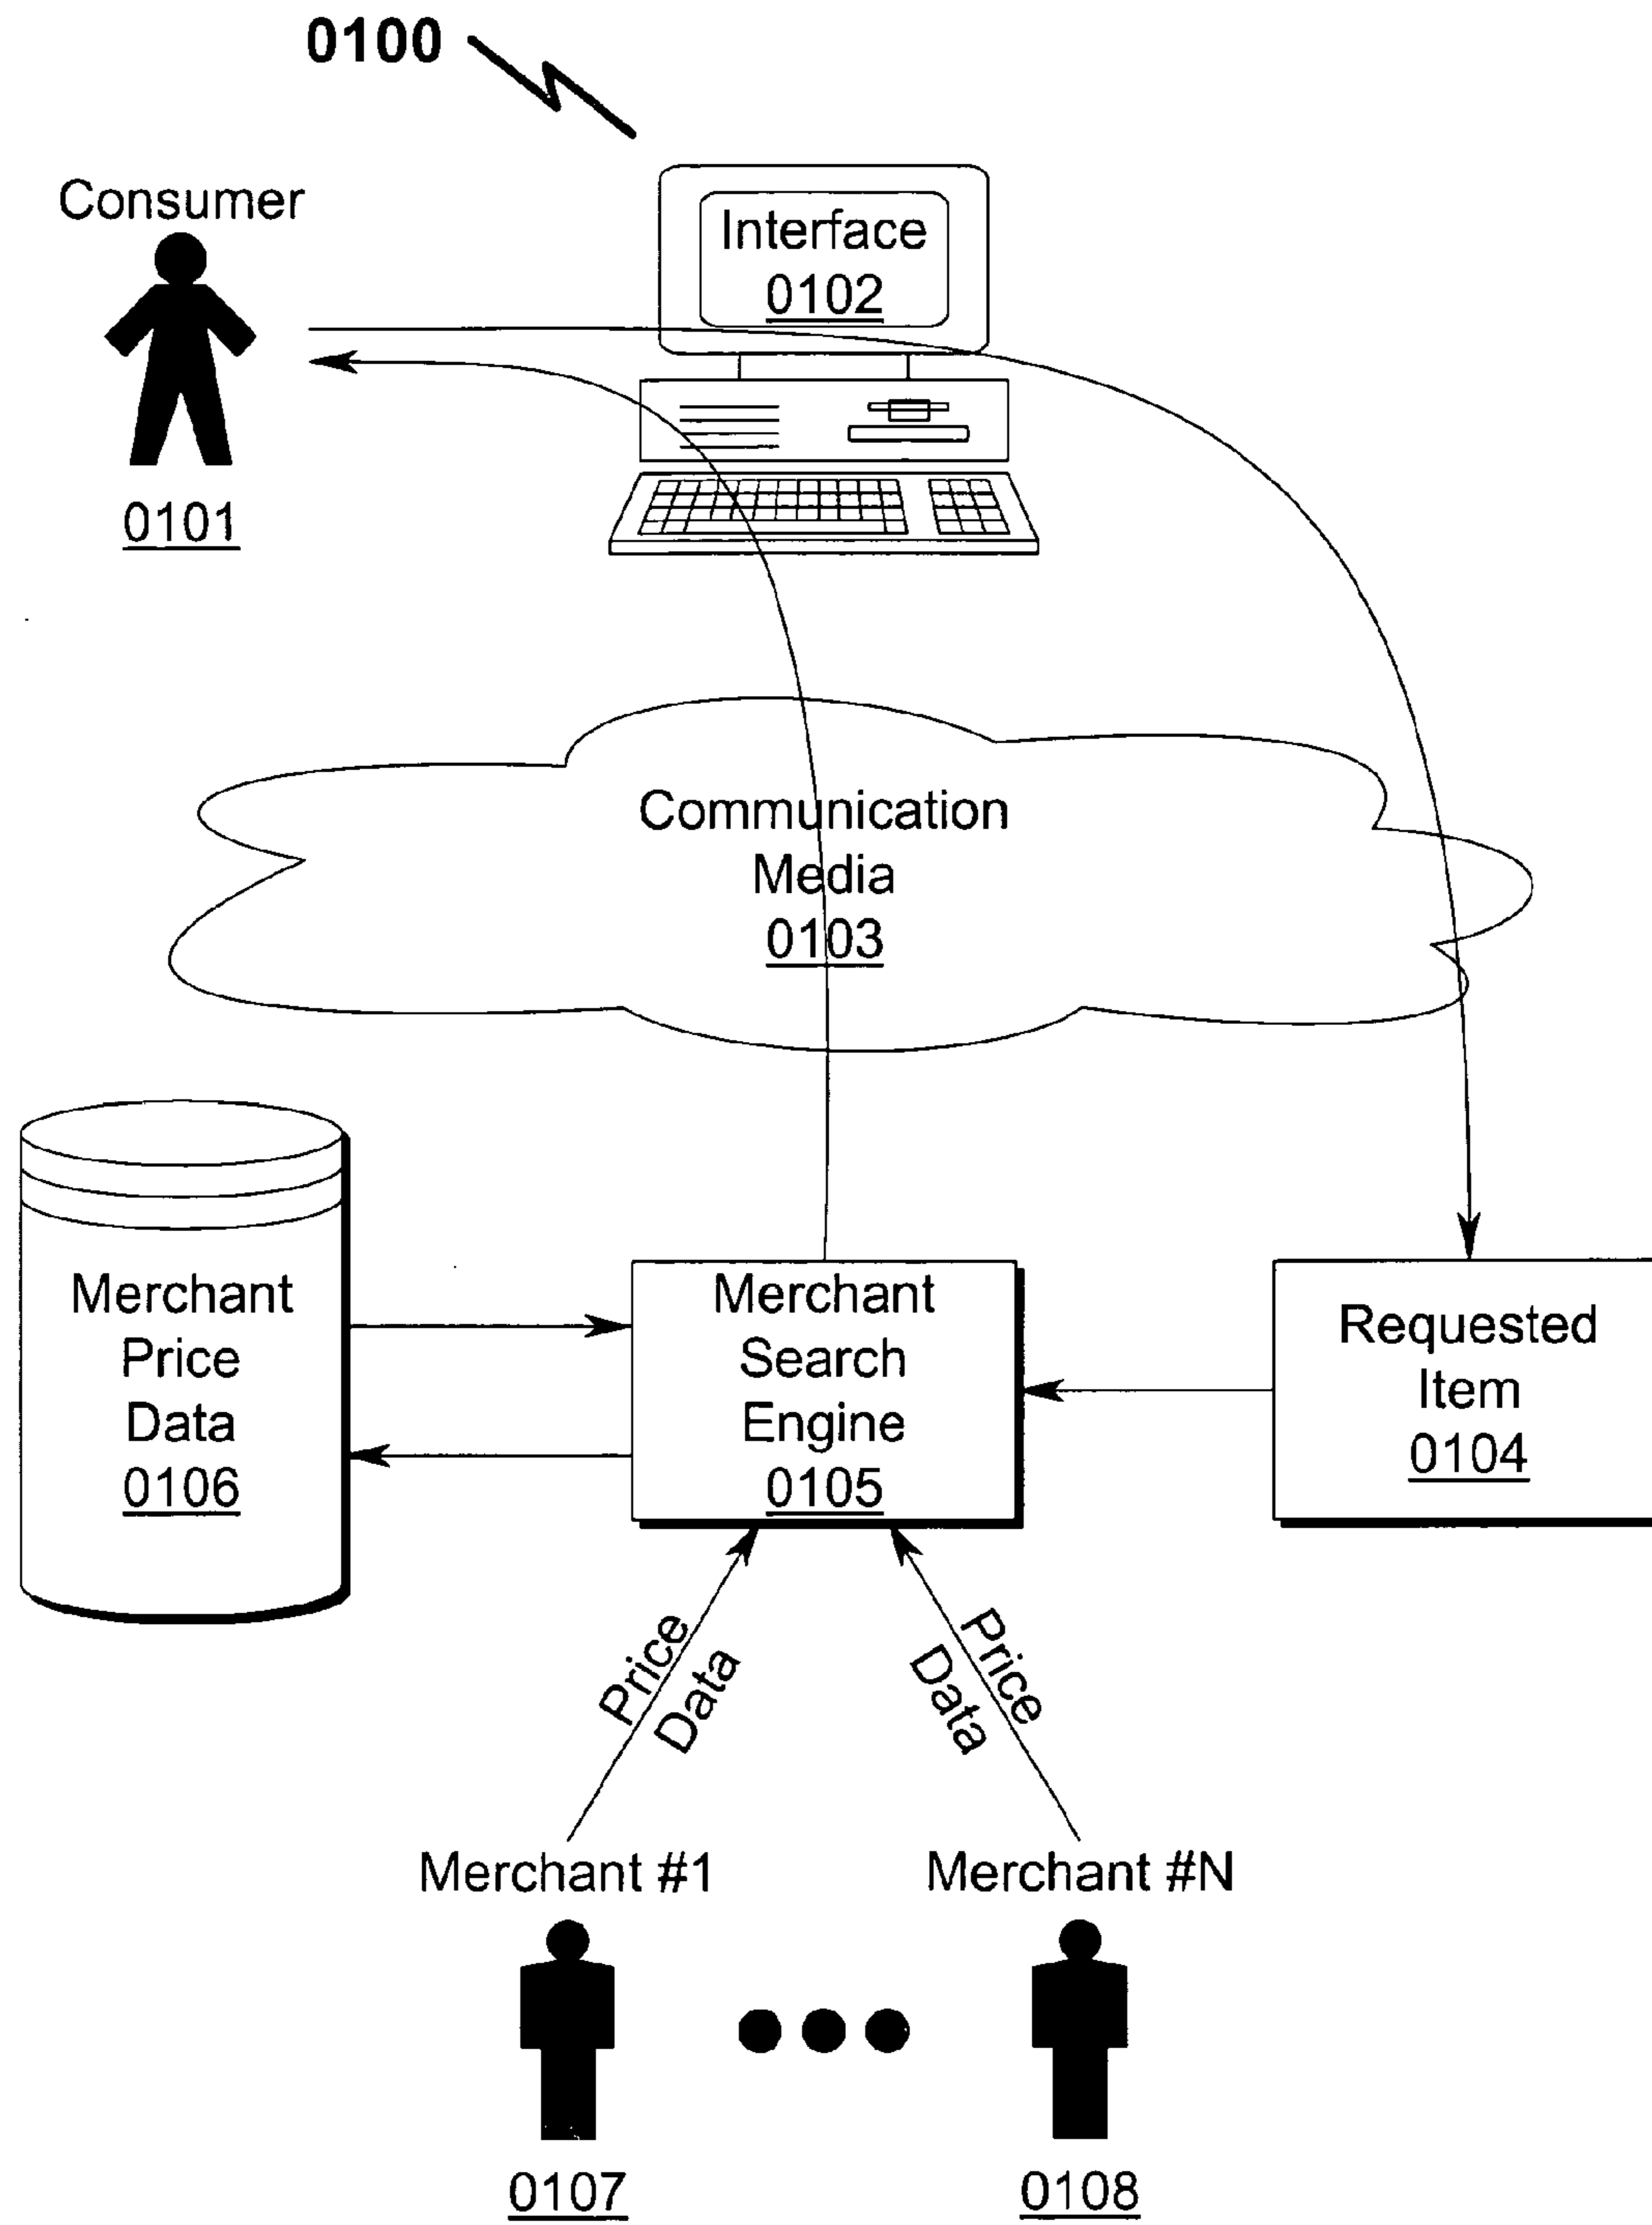 0100
Consumer
0101
Interface
0102
Communication
Media
0103
Merchant
Price
Data
0106
Merchant
Search
Engine
0105
Requested
Item
0104
Price
Data
Price
Data
Merchant #1
Merchant #N
0107
0108